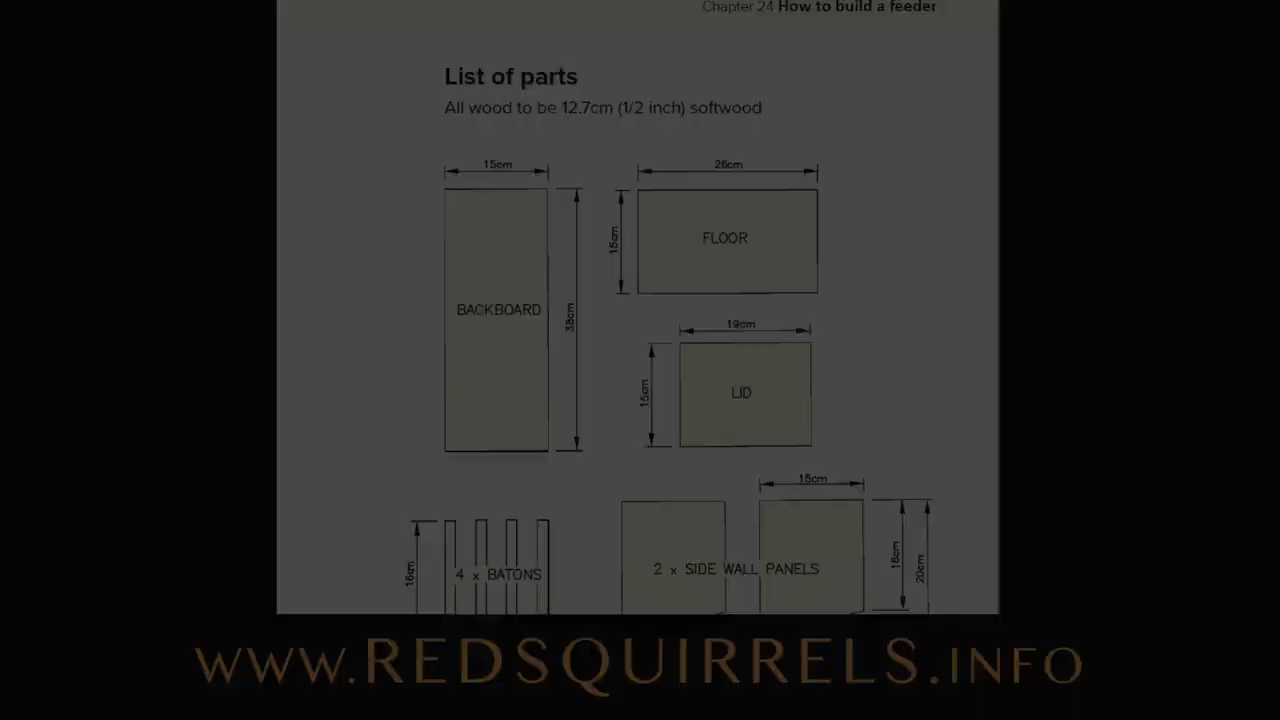 Chapter 24 How to build a feeder
List of parts
All wood to be 12.7cm (1/2 inch) softwood
15cm
26cm
15cm
FLOOR
BACKBOARD
38cm
19cm
15cm
LID
15cm
16cm
4 x BATONS
2 x SIDE WALL PANELS
18cm
20cm
WWW.REDSQUIRRELS.INFO